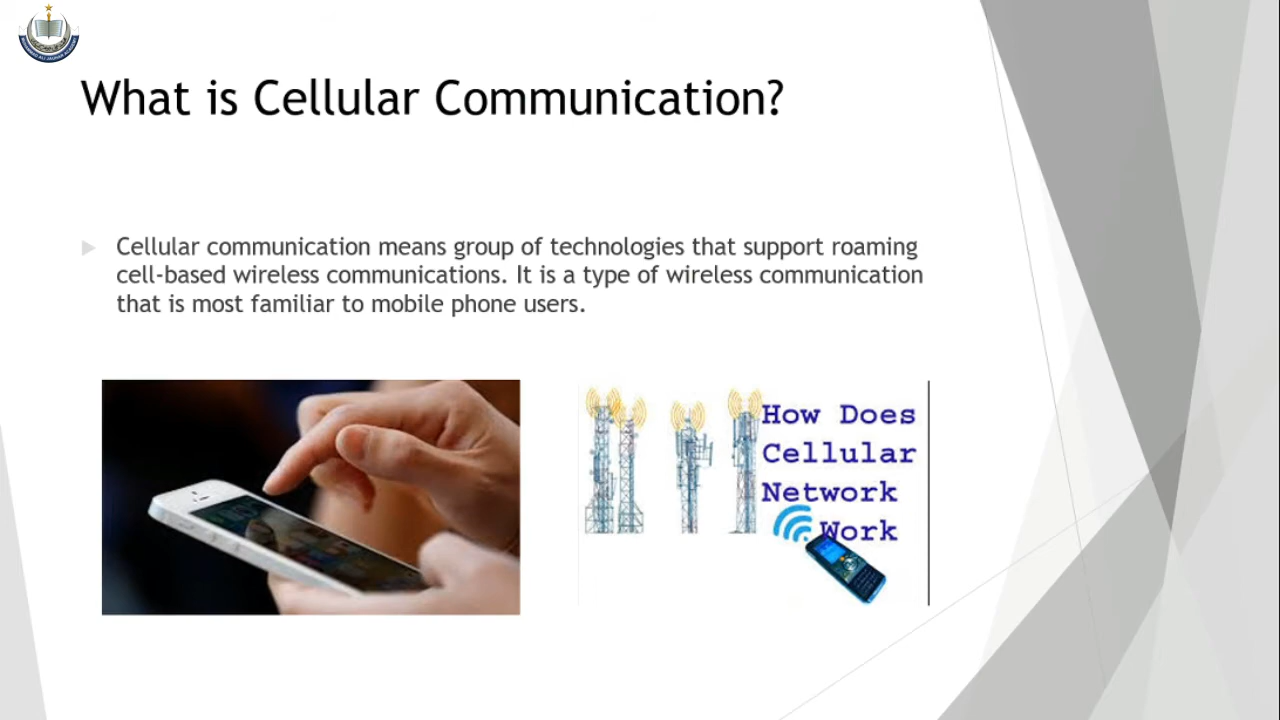 What is Cellular Communication?
Cellular communication means group of technologies that support roaming
cell-based wireless communications. It is a type of wireless communication
that is most familiar to mobile phone users.
How Does
Cellular
Network
Work